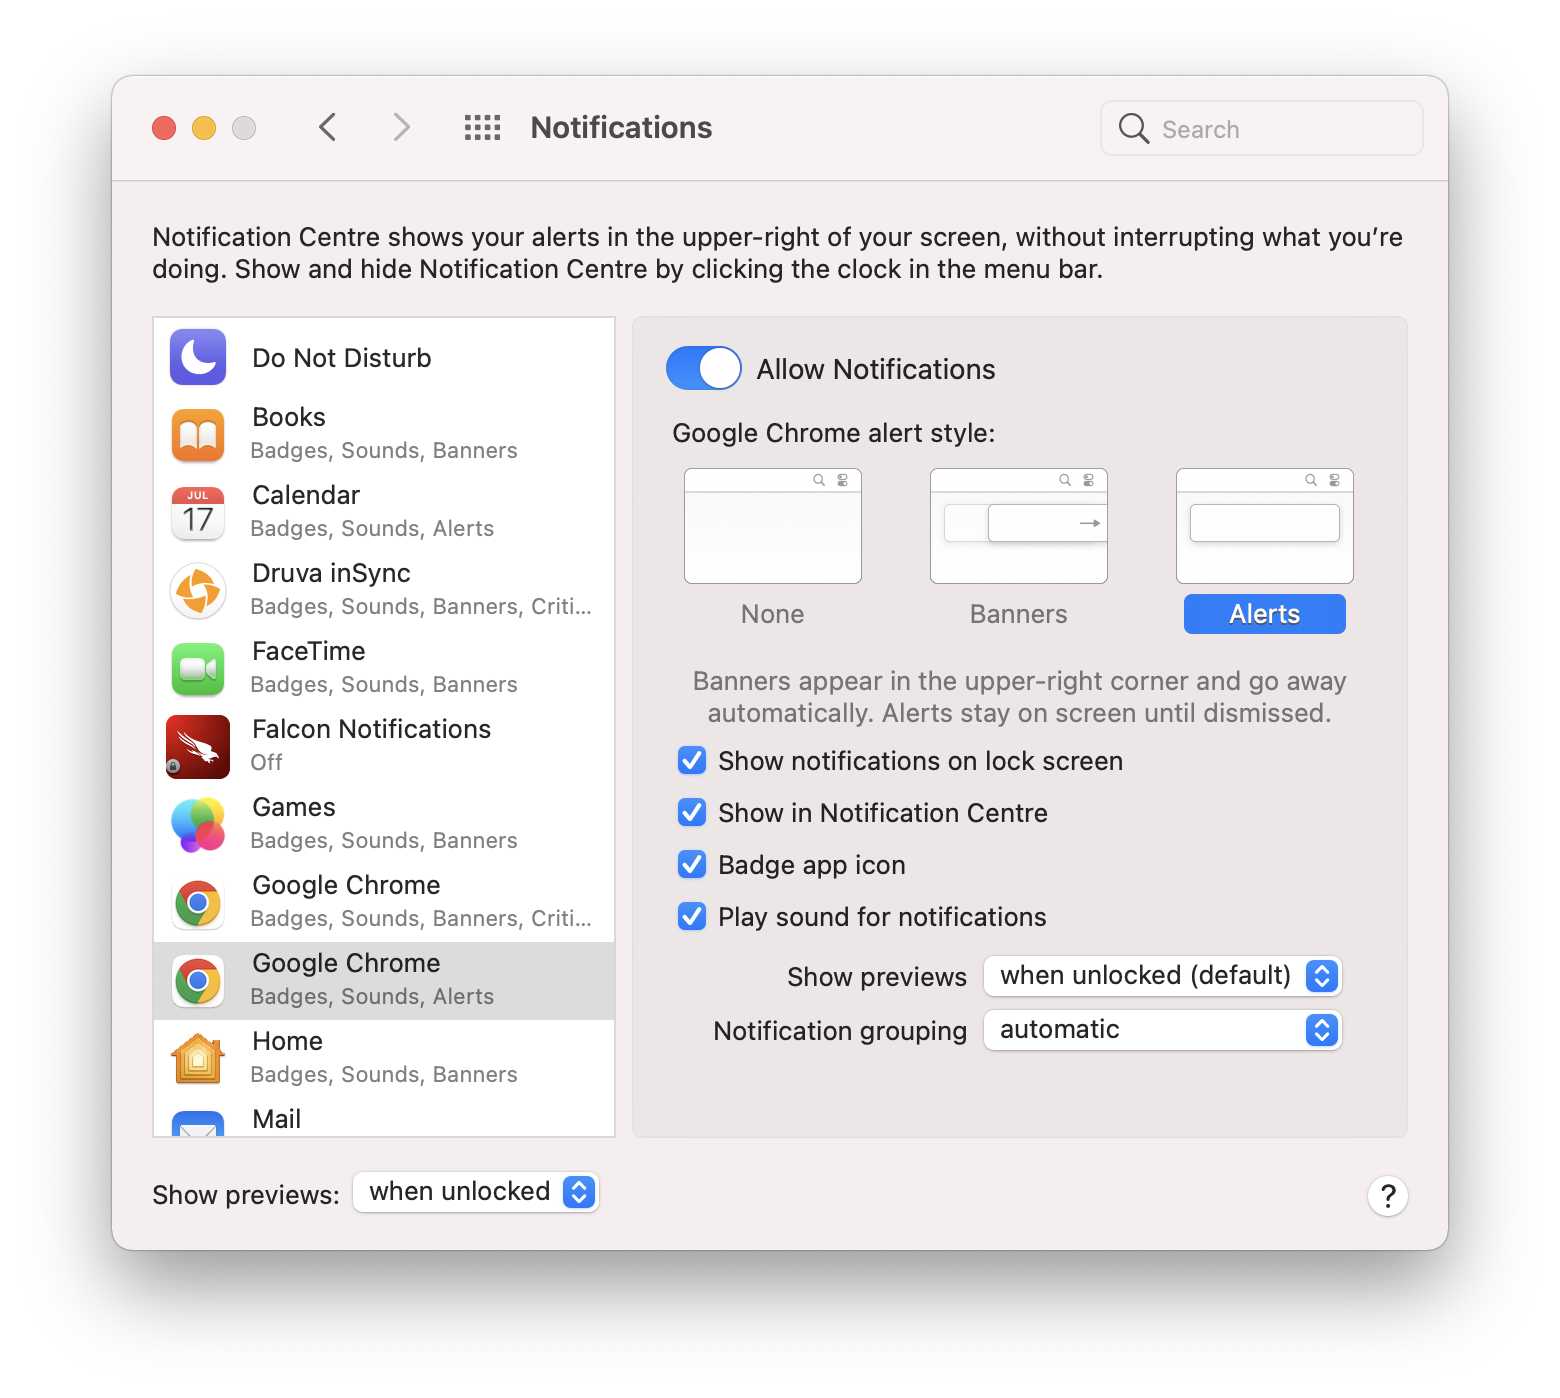 Notifications
Search
Notification Centre shows your alerts in the upper-right of your screen, without interrupting what you’re
doing. Show and hide Notification Centre by clicking the clock in the menu bar.
Do Not Disturb
Books
Badges, Sounds, Banners
JUL
17
Calendar
Badges, Sounds, Alerts
Druva inSync
Badges, Sounds, Banners, Criti...
FaceTime
Badges, Sounds, Banners
Falcon Notifications
Off
Games
Badges, Sounds, Banners
Google Chrome
Badges, Sounds, Banners, Criti...
Google Chrome
Badges, Sounds, Alerts
Home
Badges, Sounds, Banners
Mail
Allow Notifications
Google Chrome alert style:
None
Banners
Alerts
Banners appear in the upper-right corner and go away
automatically. Alerts stay on screen until dismissed.
Show notifications on lock screen
Show in Notification Centre
Badge app icon
Play sound for notifications
Show previews when unlocked (default)
Notification grouping automatic
Show previews: when unlocked
?